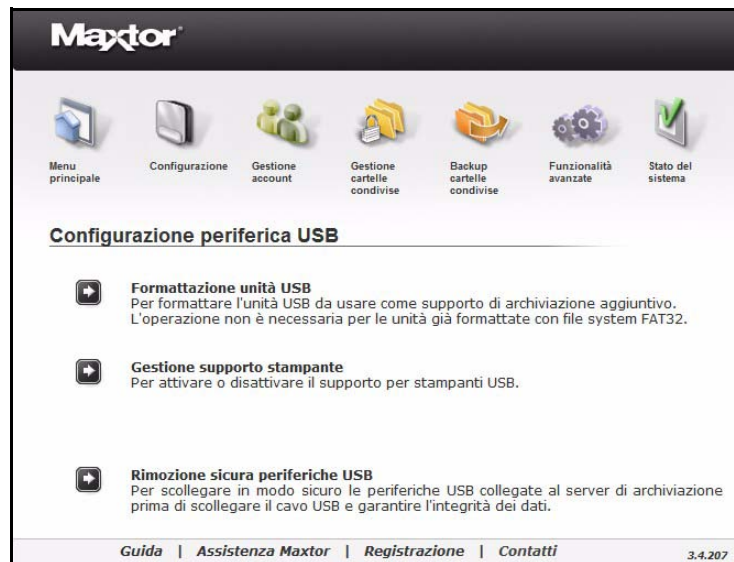 Maxtor
Menu
principale
Configurazione
Gestione
account
Gestione
cartelle
condivise
Backup
cartelle
condivise
Funzionalità
avanzate
Stato del
sistema
Configurazione periferica USB
Formattazione unità USB
Per formattare l'unità USB da usare come supporto di archiviazione aggiuntivo.
L'operazione non è necessaria per le unità già formattate con file system FAT32.
Gestione supporto stampante
Per attivare o disattivare il supporto per stampanti USB.
Rimozione sicura periferiche USB
Per scollegare in modo sicuro le periferiche USB collegate al server di archiviazione
prima di scollegare il cavo USB e garantire l'integrità dei dati.
Guida | Assistenza Maxtor | Registrazione | Contatti
3.4.207